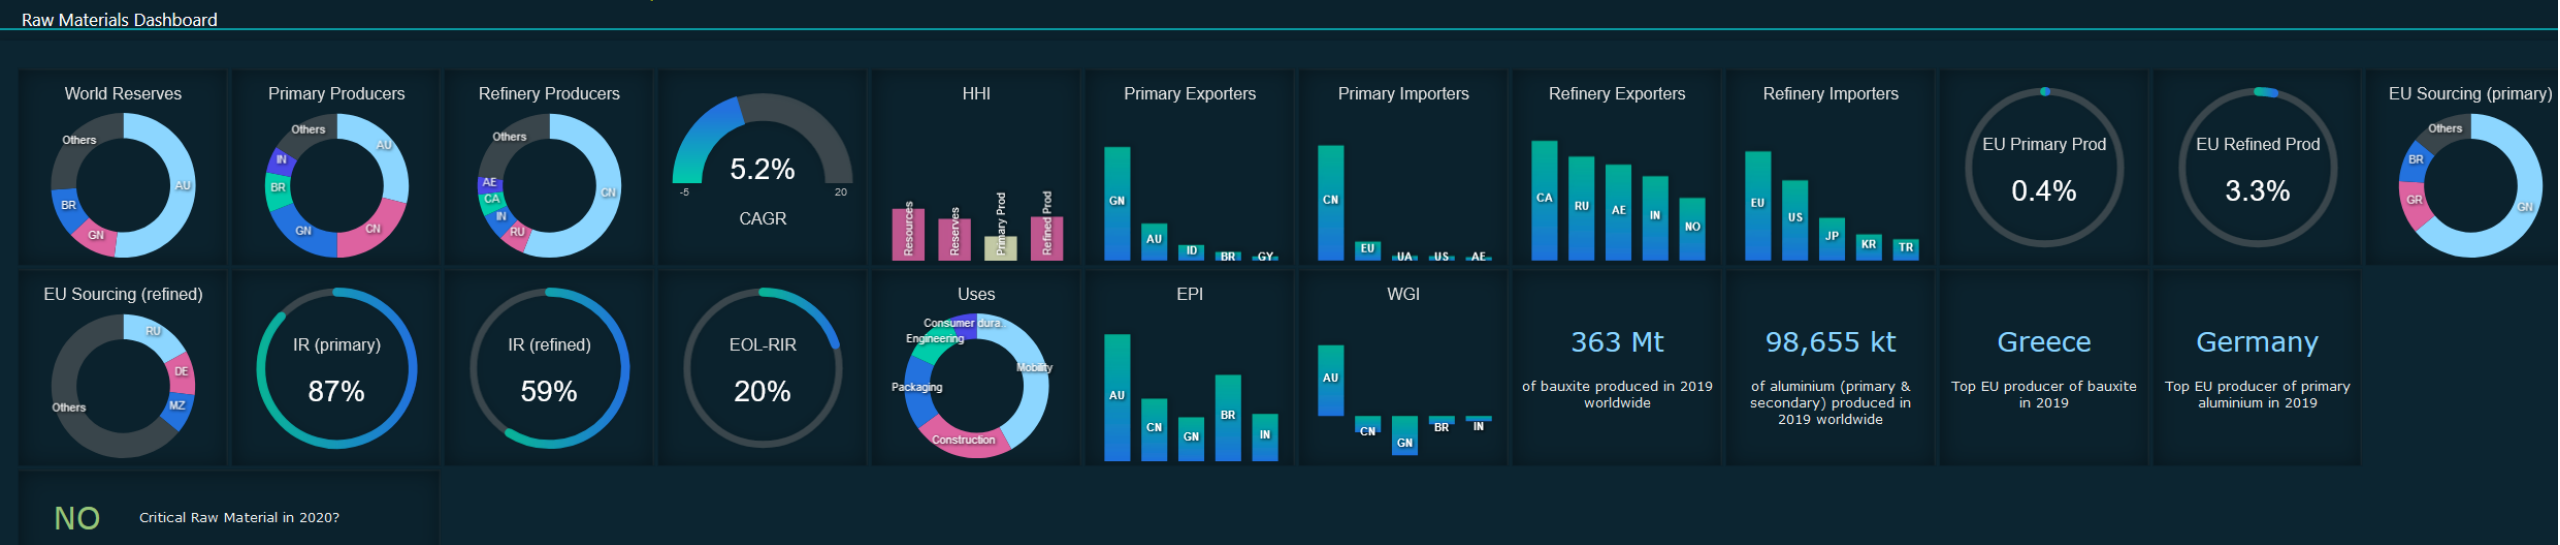 Raw Materials Dashboard
World Reserves
Others
AU
BR
GN
Primary Producers
Others
AU
IN
BR
GN
CN
Refinery Producers
Others
AE
CA
IN
RU
CN
5.2%
-5
20
CAGR
HHI
Resources
Reserves
Primary Prod
Refined Prod
Primary Exporters
GN
AU
ID
BR
GY
Primary Importers
CN
EU
UA
US
AE
Refinery Exporters
CA
RU
AE
IN
NO
Refinery Importers
EU
US
JP
KR
TR
EU Primary Prod
0.4%
EU Refined Prod
3.3%
EU Sourcing (primary)
Others
BR
GR
GN
EU Sourcing (refined)
RU
DE
MZ
Others
IR (primary)
87%
IR (refined)
59%
EOL-RIR
20%
Uses
Consumer dura...
Engineering
Mobility
Packaging
Construction
EPI
AU
CN
GN
BR
IN
WGI
AU
CN
GN
BR
IN
363 Mt
of bauxite produced in 2019
worldwide
98,655 kt
of aluminium (primary &
secondary) produced in
2019 worldwide
Greece
Top EU producer of bauxite
in 2019
Germany
Top EU producer of primary
aluminium in 2019
NO
Critical Raw Material in 2020?